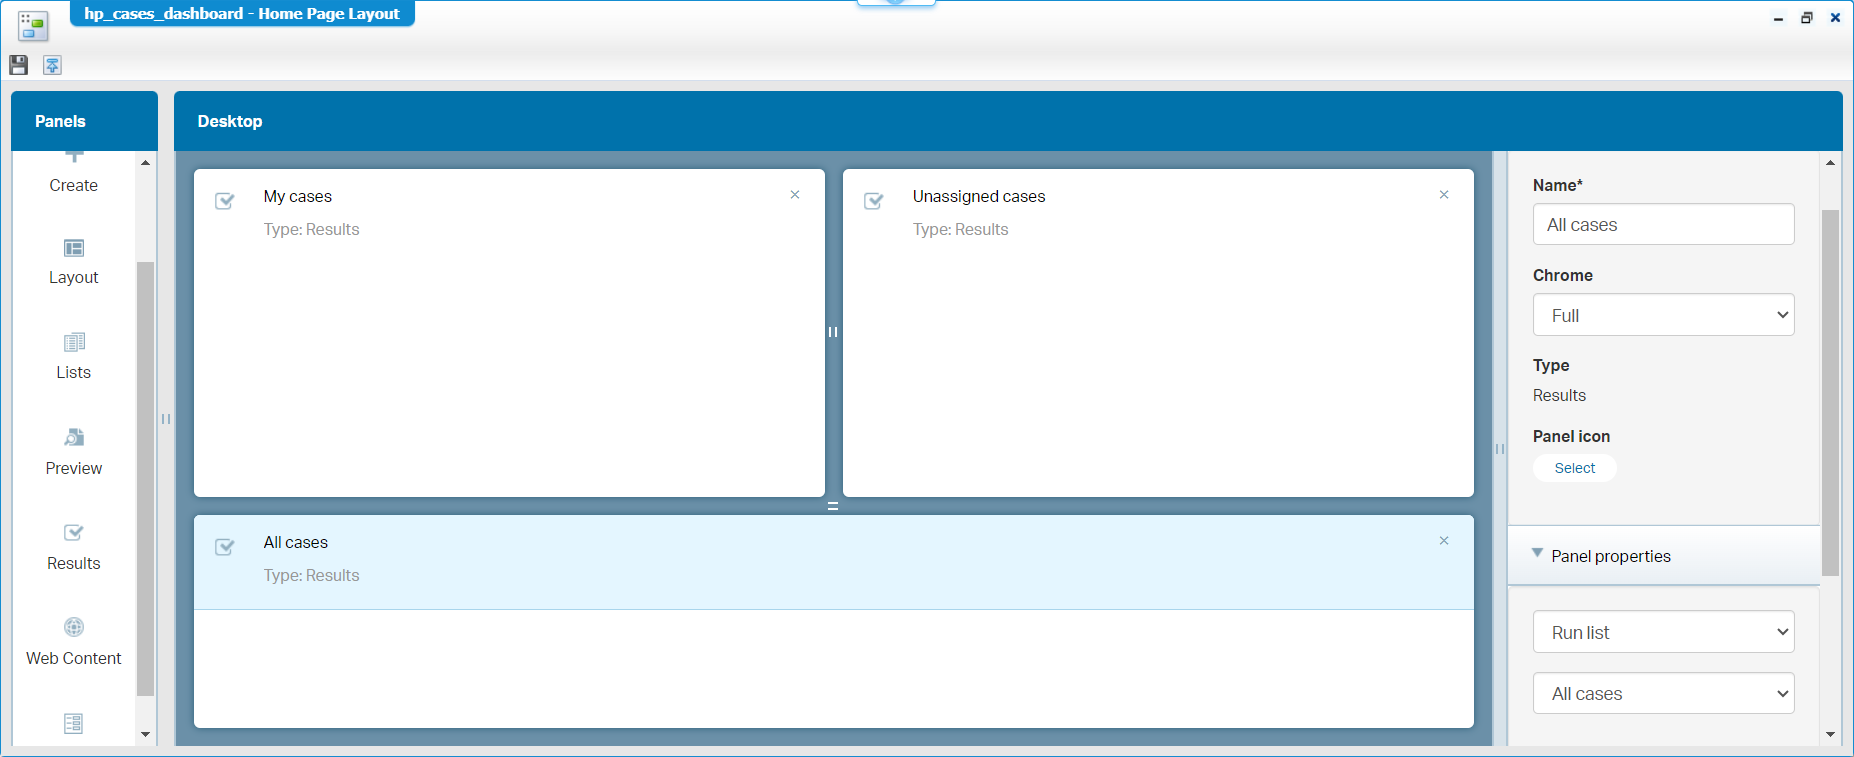 hp_cases_dashboard - Home Page Layout
Panels
Desktop
Create
Layout
Lists
Preview
Results
Web Content
My cases
Type: Results
Unassigned cases
Type: Results
All cases
Type: Results
Name*
All cases
Chrome
Full
Type
Results
Panel icon
Select
Panel properties
Run list
All cases